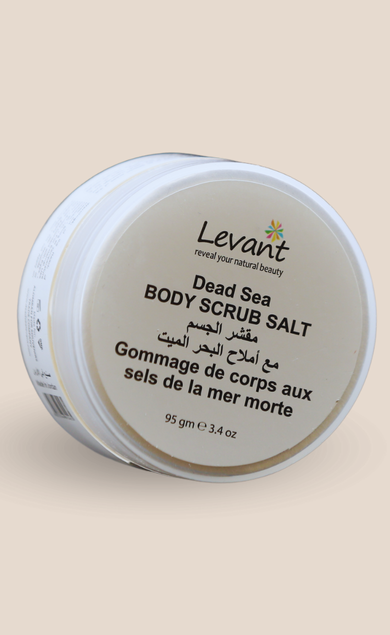 Levant
reveal your natural beauty
Dead Sea
BODY SCRUB SALT
مقشر الجسم
مع أملاح البحر الميت
Gommage de corps aux
sels de la mer morte
95 gm ℮ 3.4 oz